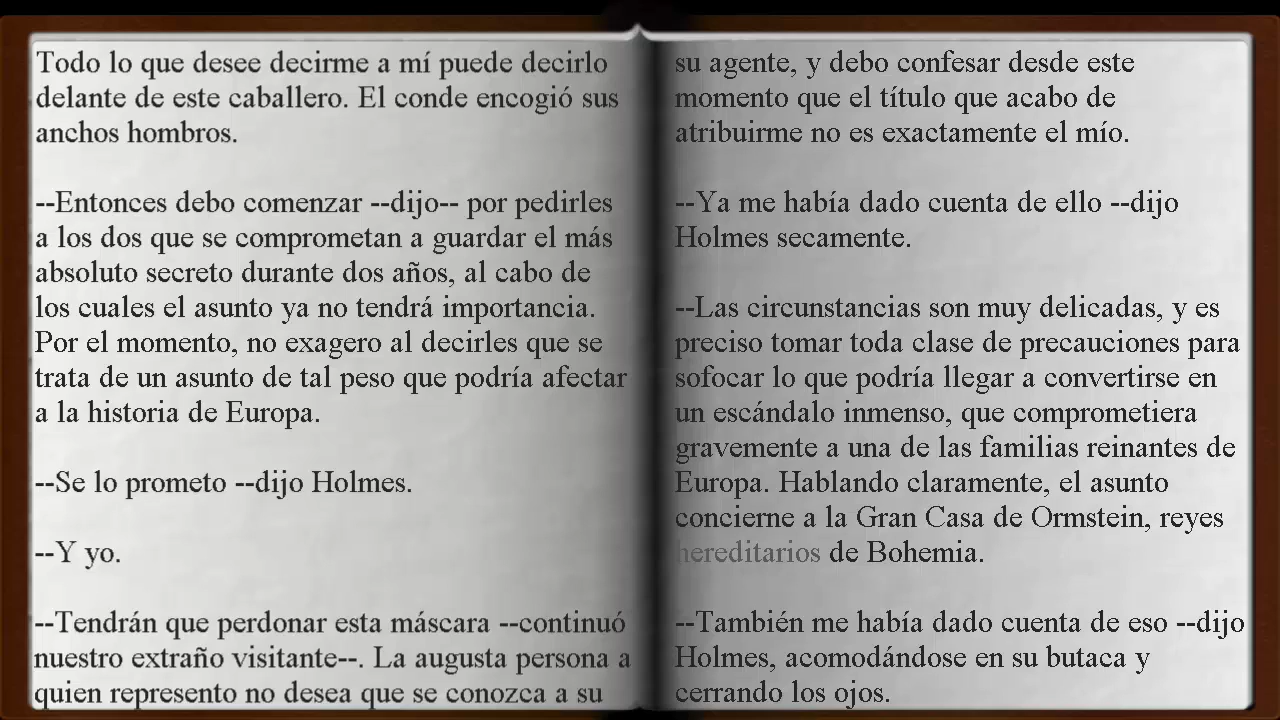 Todo lo que desee decirme a mí puede decirlo
delante de este caballero. El conde encogió sus
anchos hombros.
--Entonces debo comenzar --dijo-- por pedirles
a los dos que se comprometan a guardar el más
absoluto secreto durante dos años, al cabo de
los cuales el asunto ya no tendrá importancia.
Por el momento, no exagero al decirles que se
trata de un asunto de tal peso que podría afectar
a la historia de Europa.
--Se lo prometo --dijo Holmes.
--Y yo.
--Tendrán que perdonar esta máscara --continuó
nuestro extraño visitante--. La augusta persona a
quien represento no desea que se conozca a su
su agente, y debo confesar desde este
momento que el título que acabo de
atribuirme no es exactamente el mío.
--Ya me había dado cuenta de ello --dijo
Holmes secamente.
--Las circunstancias son muy delicadas, y es
preciso tomar toda clase de precauciones para
sofocar lo que podría llegar a convertirse en
un escándalo inmenso, que comprometiera
gravemente a una de las familias reinantes de
Europa. Hablando claramente, el asunto
concierne a la Gran Casa de Ormstein, reyes
hereditarios de Bohemia.
--También me había dado cuenta de eso --dijo
Holmes, acomodándose en su butaca y
cerrando los ojos.